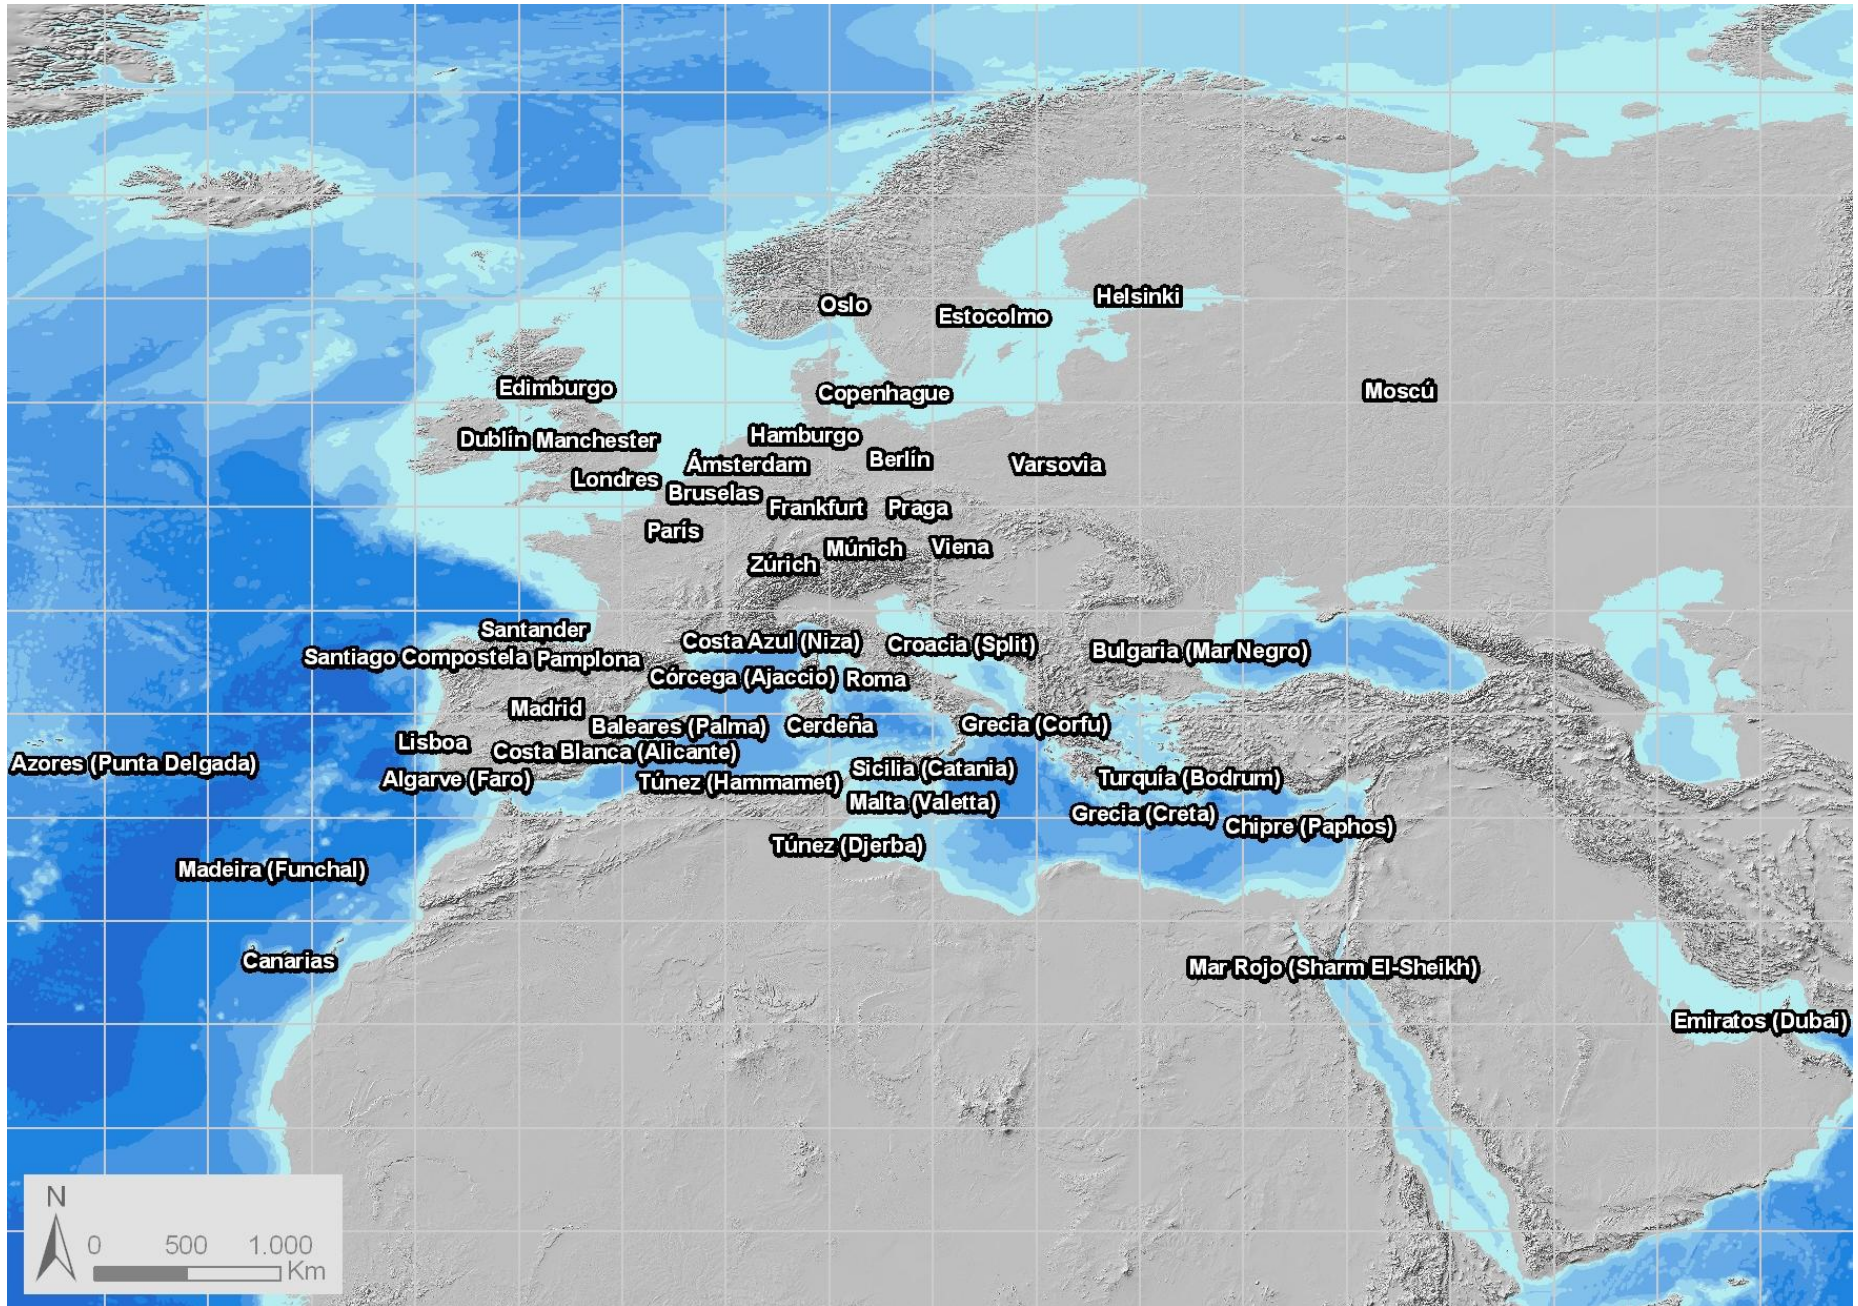 Helsinki
Oslo
Estocolmo
Edimburgo
Copenhague
Moscú
Dublín
Manchester
Hamburgo
Berlín
Ámsterdam
Varsovia
Londres
Bruselas
Frankfurt
Praga
París
Múnich
Viena
Zúrich
Santander
Costa Azul (Niza)
Croacia (Split)
Bulgaria (Mar Negro)
Santiago Compostela
Pamplona
Córcega (Ajaccio)
Roma
Madrid
Baleares (Palma)
Cerdeña
Grecia (Corfu)
Lisboa
Costa Blanca (Alicante)
Azores (Punta Delgada)
Algarve (Faro)
Túnez (Hammamet)
Sicilia (Catania)
Turquía (Bodrum)
Malta (Valetta)
Grecia (Creta)
Chipre (Paphos)
Túnez (Djerba)
Madeira (Funchal)
Canarias
Mar Rojo (Sharm El-Sheikh)
Emiratos (Dubai)
N
0 500 1.000
Km